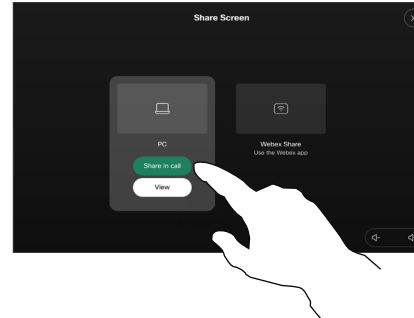 Share Screen
PC
Share in call
View
Webex Share
Use the Webex app